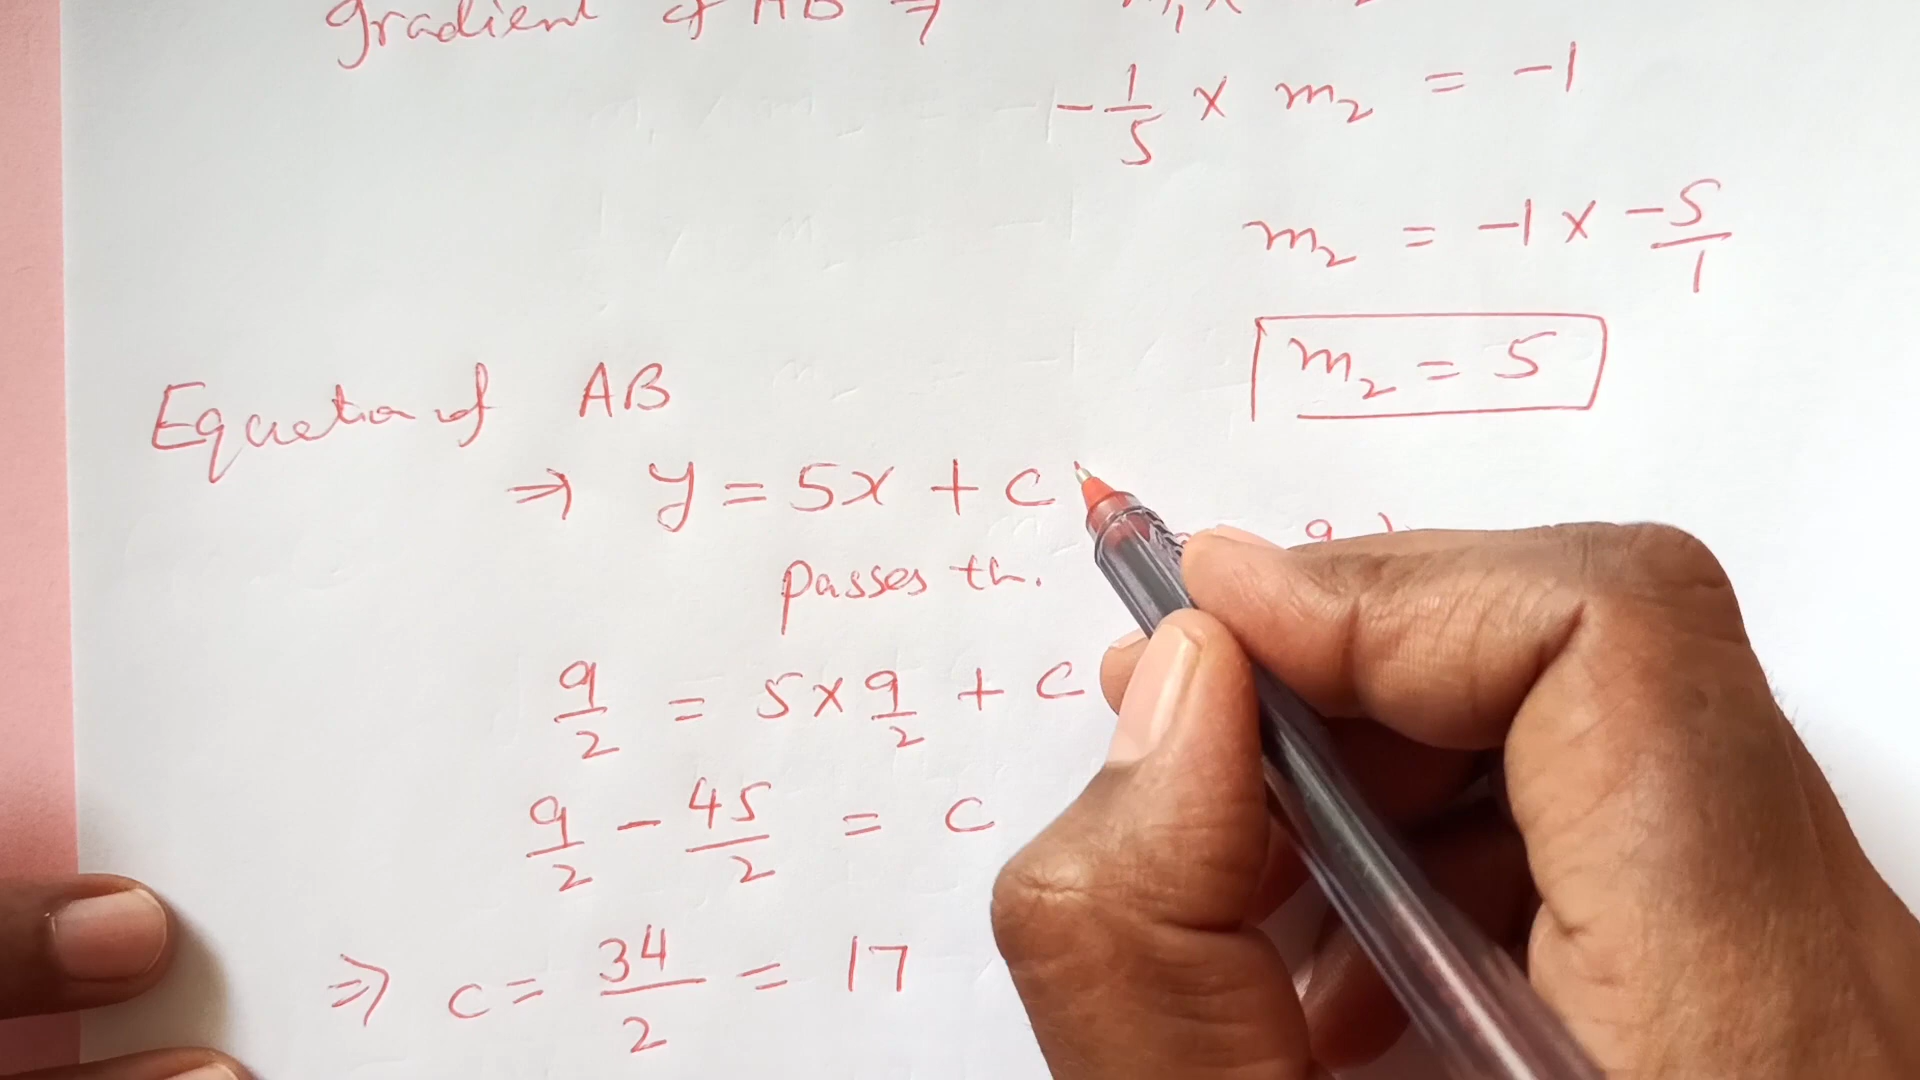 gradient of AB ⇒
-1/5 × m₂ = -1
m₂ = -1 × -5/1
m₂ = 5
Equation of AB
⇒ y = 5x + c
passes th.
9/2 = 5 × 9/2 + c
9/2 - 45/2 = c
⇒ c = 34/2 = 17